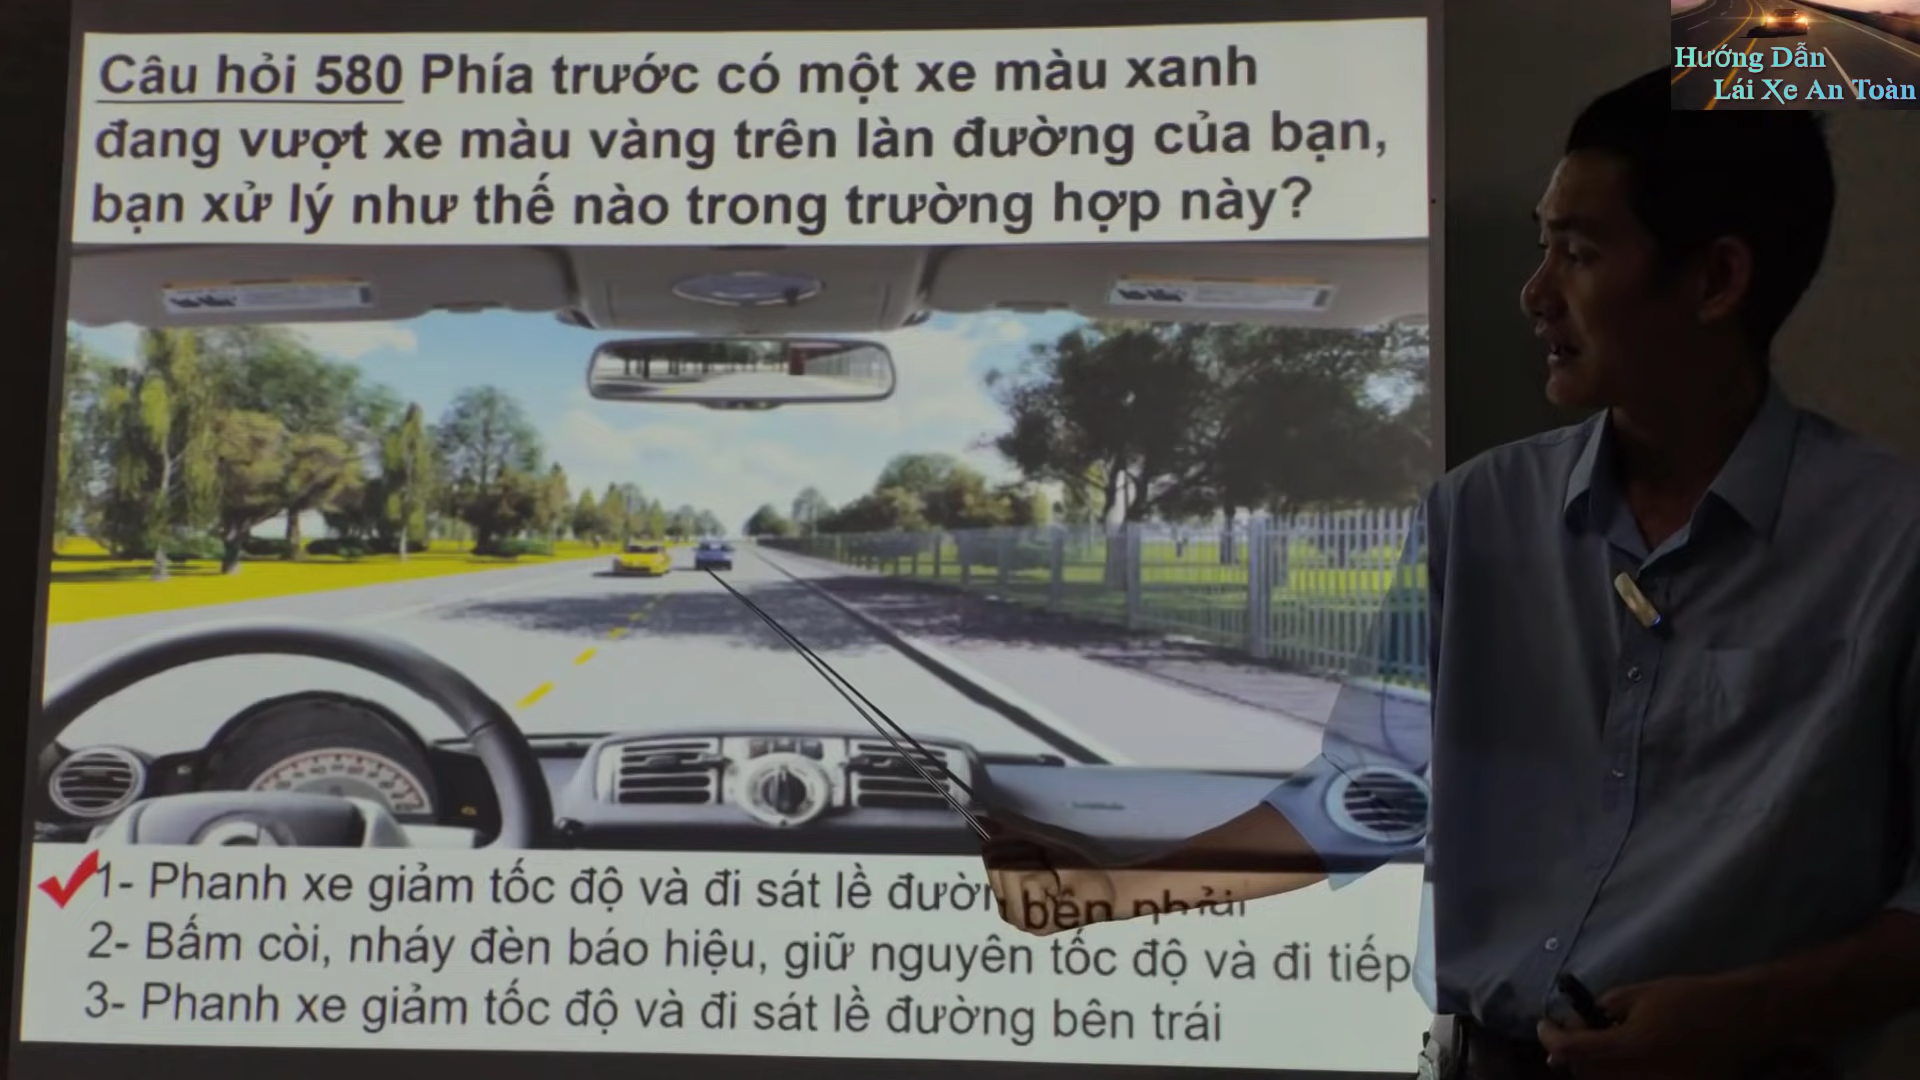 Hướng Dẫn
Lái Xe An Toàn
Câu hỏi 580 Phía trước có một xe màu xanh
đang vượt xe màu vàng trên làn đường của bạn,
bạn xử lý như thế nào trong trường hợp này?
1- Phanh xe giảm tốc độ và đi sát lề đườn bên phải
2- Bấm còi, nháy đèn báo hiệu, giữ nguyên tốc độ và đi tiếp
3- Phanh xe giảm tốc độ và đi sát lề đường bên trái